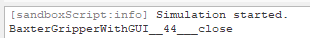 [sandboxScript:info] Simulation started.
BaxterGripperWithGUI__44___close